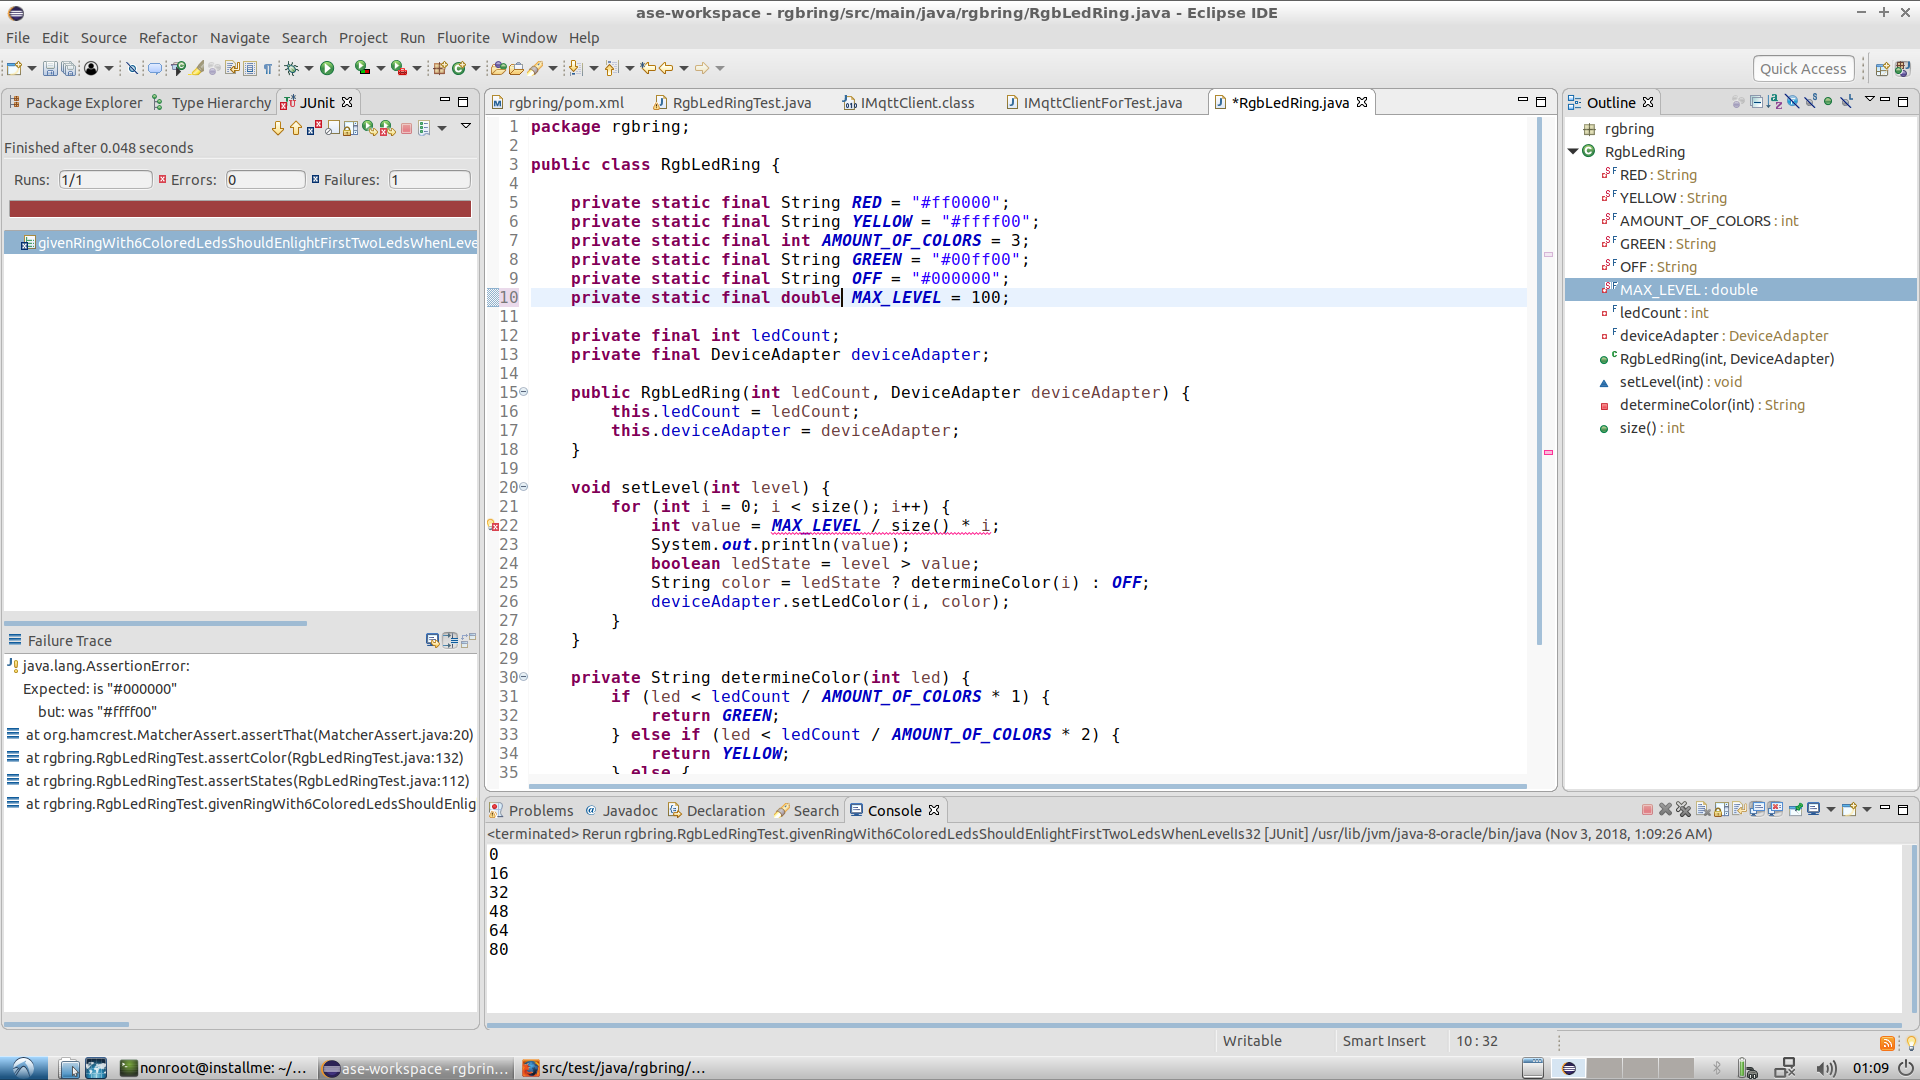 ase-workspace - rgbring/src/main/java/rgbring/RgbLedRing.java - Eclipse IDE
File Edit Source Refactor Navigate Search Project Run Fluorite Window Help
Quick Access
Package Explorer Type Hierarchy JUnit
Finished after 0.048 seconds
Runs: 1/1 Errors: 0 Failures: 1
givenRingWith6ColoredLedsShouldEnlightFirstTwoLedsWhenLeve
Failure Trace
java.lang.AssertionError:
Expected: is "#000000"
but: was "#ffff00"
at org.hamcrest.MatcherAssert.assertThat(MatcherAssert.java:20)
at rgbring.RgbLedRingTest.assertColor(RgbLedRingTest.java:132)
at rgbring.RgbLedRingTest.assertStates(RgbLedRingTest.java:112)
at rgbring.RgbLedRingTest.givenRingWith6ColoredLedsShouldEnlig
rgbring/pom.xml RgbLedRingTest.java IMqttClient.class IMqttClientForTest.java *RgbLedRing.java
1 package rgbring;
2
3 public class RgbLedRing {
4
5 private static final String RED = "#ff0000";
6 private static final String YELLOW = "#ffff00";
7 private static final int AMOUNT_OF_COLORS = 3;
8 private static final String GREEN = "#00ff00";
9 private static final String OFF = "#000000";
10 private static final double MAX_LEVEL = 100;
11
12 private final int ledCount;
13 private final DeviceAdapter deviceAdapter;
14
15 public RgbLedRing(int ledCount, DeviceAdapter deviceAdapter) {
16 this.ledCount = ledCount;
17 this.deviceAdapter = deviceAdapter;
18 }
19
20 void setLevel(int level) {
21 for (int i = 0; i < size(); i++) {
22 int value = MAX_LEVEL / size() * i;
23 System.out.println(value);
24 boolean ledState = level > value;
25 String color = ledState ? determineColor(i) : OFF;
26 deviceAdapter.setLedColor(i, color);
27 }
28 }
29
30 private String determineColor(int led) {
31 if (led < ledCount / AMOUNT_OF_COLORS * 1) {
32 return GREEN;
33 } else if (led < ledCount / AMOUNT_OF_COLORS * 2) {
34 return YELLOW;
35 } else {
Outline
rgbring
RgbLedRing
RED : String
YELLOW : String
AMOUNT_OF_COLORS : int
GREEN : String
OFF : String
MAX_LEVEL : double
ledCount : int
deviceAdapter : DeviceAdapter
RgbLedRing(int, DeviceAdapter)
setLevel(int) : void
determineColor(int) : String
size() : int
Problems Javadoc Declaration Search Console
<terminated> Rerun rgbring.RgbLedRingTest.givenRingWith6ColoredLedsShouldEnlightFirstTwoLedsWhenLevelIs32 [JUnit] /usr/lib/jvm/java-8-oracle/bin/java (Nov 3, 2018, 1:09:26 AM)
0
16
32
48
64
80
Writable Smart Insert 10 : 32
nonroot@installme: ~/... ase-workspace - rgbrin... src/test/java/rgbring/... 01:09